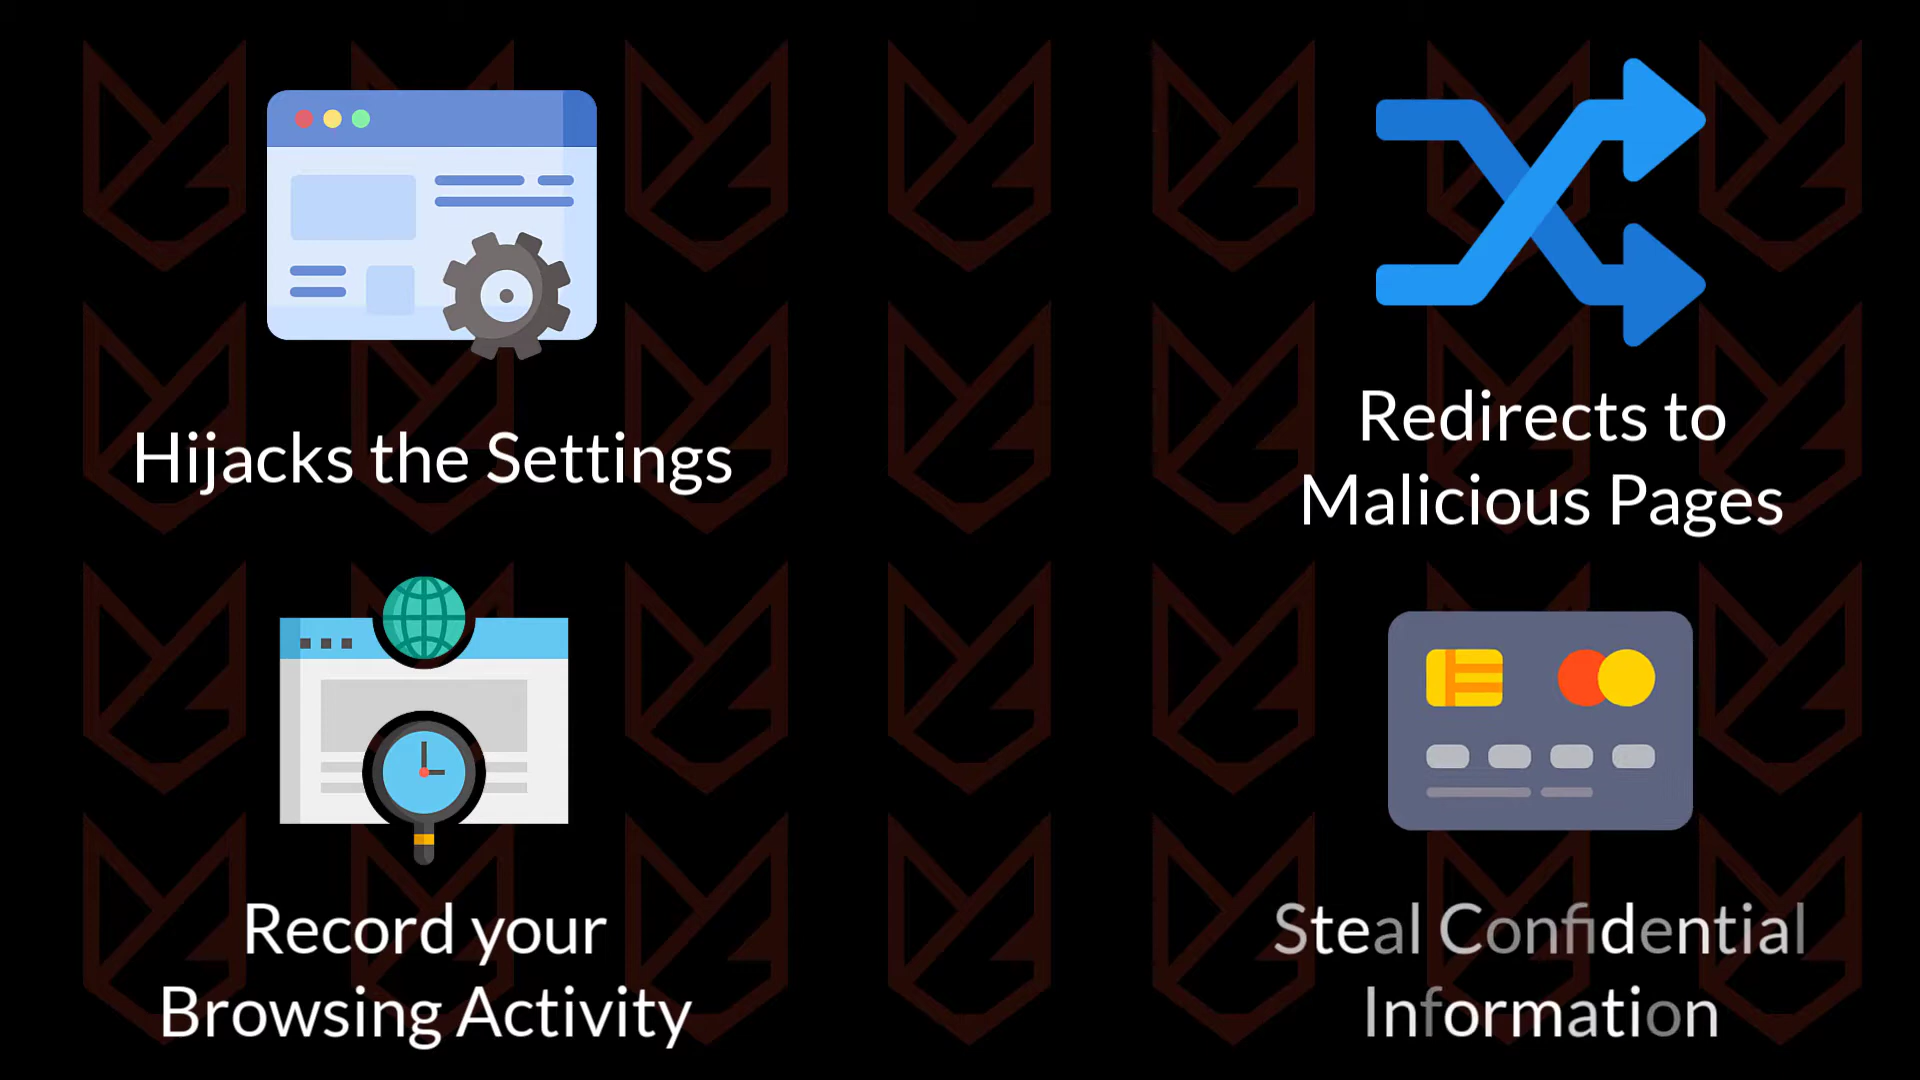 Hijacks the Settings
Redirects to
Malicious Pages
Record your
Browsing Activity
Steal Confidential
Information